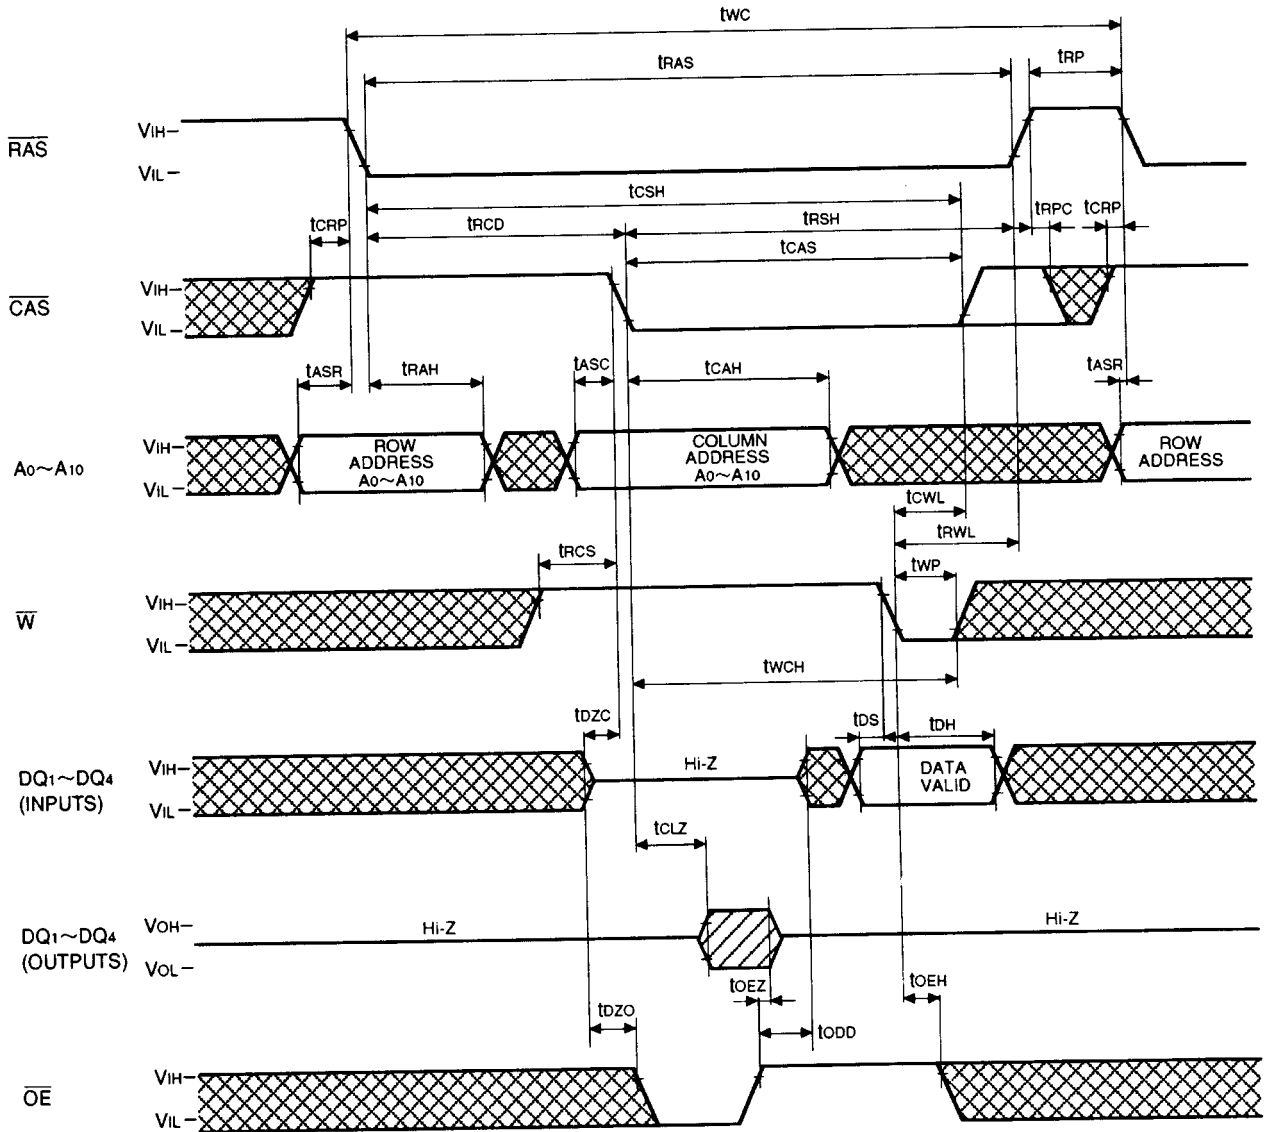 tWC
tRAS
tRP
RAS
VIH
VIL
tCSH
tCRP
tRCD
tRSH
tRPC
tCRP
tCAS
CAS
VIH
VIL
tASR
tRAH
tASC
tCAH
tASR
A0~A10
VIH
VIL
ROW
ADDRESS
A0~A10
COLUMN
ADDRESS
A0~A10
ROW
ADDRESS
tCWL
tRWL
tRCS
tWP
W
VIH
VIL
tWCH
tDZC
tDS
tDH
DQ1~DQ4
(INPUTS)
VIH
VIL
Hi-Z
DATA
VALID
tCLZ
DQ1~DQ4
(OUTPUTS)
VOH
VOL
Hi-Z
Hi-Z
tOEZ
tOEH
tDZO
tODD
OE
VIH
VIL